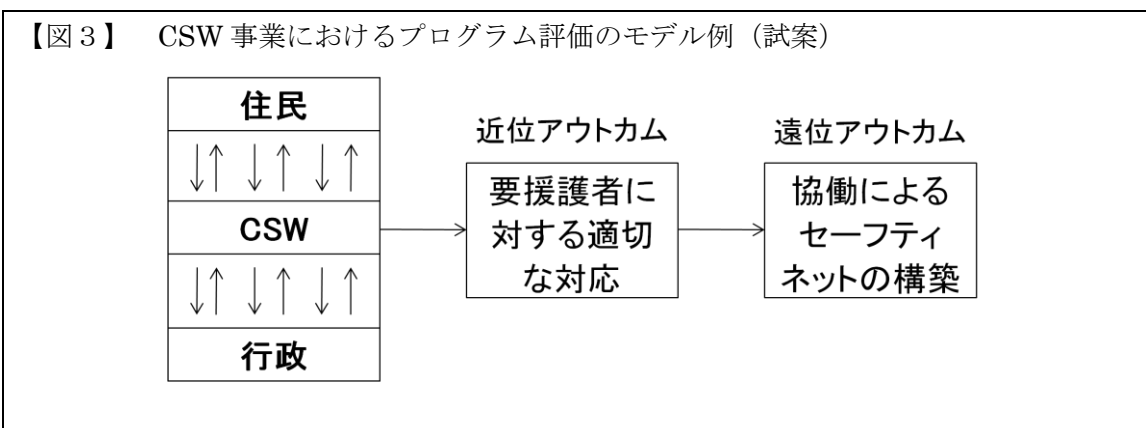 【図３】　CSW 事業におけるプログラム評価のモデル例（試案）
住民
↓↑ ↓↑ ↓↑
CSW
↓↑ ↓↑ ↓↑
行政
近位アウトカム
要援護者に
対する適切
な対応
遠位アウトカム
協働による
セーフティ
ネットの構築